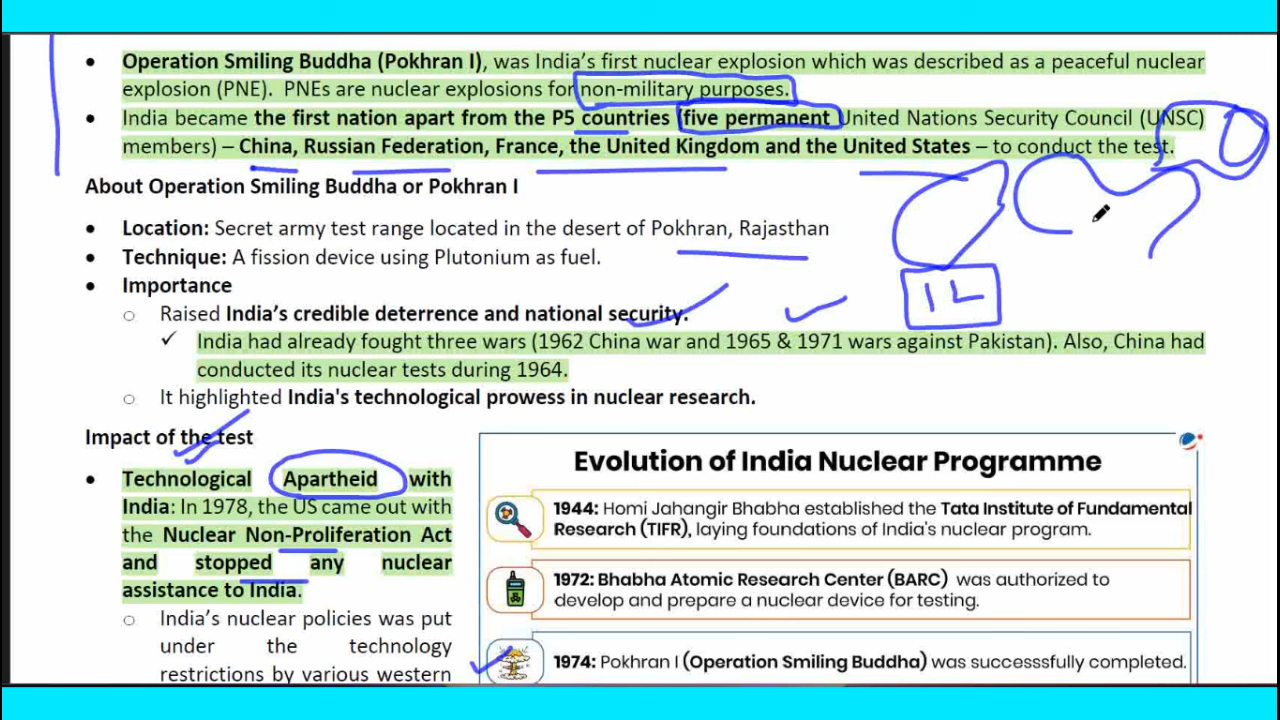 • Operation Smiling Buddha (Pokhran I), was India's first nuclear explosion which was described as a peaceful nuclear
explosion (PNE). PNEs are nuclear explosions for non-military purposes.
• India became the first nation apart from the P5 countries (five permanent United Nations Security Council (UNSC)
members) – China, Russian Federation, France, the United Kingdom and the United States – to conduct the test.
About Operation Smiling Buddha or Pokhran I
• Location: Secret army test range located in the desert of Pokhran, Rajasthan
• Technique: A fission device using Plutonium as fuel.
• Importance
○ Raised India's credible deterrence and national security.
✓ India had already fought three wars (1962 China war and 1965 & 1971 wars against Pakistan). Also, China had
conducted its nuclear tests during 1964.
○ It highlighted India's technological prowess in nuclear research.
Impact of the test
• Technological Apartheid with
India: In 1978, the US came out with
the Nuclear Non-Proliferation Act
and stopped any nuclear
assistance to India.
○ India's nuclear policies was put
under the technology
restrictions by various western
Evolution of India Nuclear Programme
1944: Homi Jahangir Bhabha established the Tata Institute of Fundamental
Research (TIFR), laying foundations of India's nuclear program.
1972: Bhabha Atomic Research Center (BARC) was authorized to
develop and prepare a nuclear device for testing.
1974: Pokhran I (Operation Smiling Buddha) was successsfully completed.